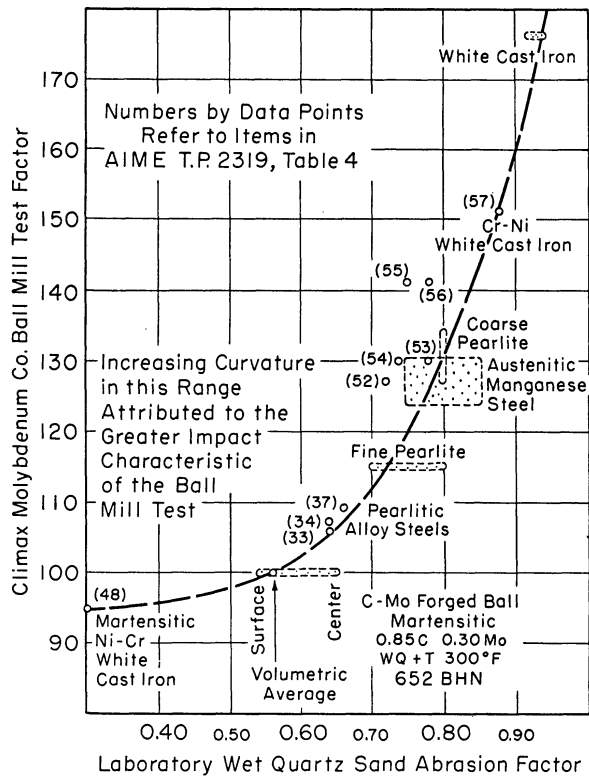 Climax Molybdenum Co. Ball Mill Test Factor
170
160
150
140
130
120
110
100
90
White Cast Iron
Numbers by Data Points
Refer to Items in
AIME T.P. 2319, Table 4
(57)
Cr-Ni
White Cast Iron
(55)
(56)
Coarse
Pearlite
(54)
(53)
(52)
Austenitic
Manganese
Steel
Increasing Curvature
in this Range
Attributed to the
Greater Impact
Characteristic
of the Ball
Mill Test
Fine Pearlite
(37)
(34)
(33)
Pearlitic
Alloy Steels
(48)
Martensitic
Ni-Cr
White
Cast Iron
Surface
Center
Volumetric
Average
C-Mo Forged Ball
Martensitic
0.85C 0.30Mo
WQ+T 300°F
652 BHN
0.40 0.50 0.60 0.70 0.80 0.90
Laboratory Wet Quartz Sand Abrasion Factor